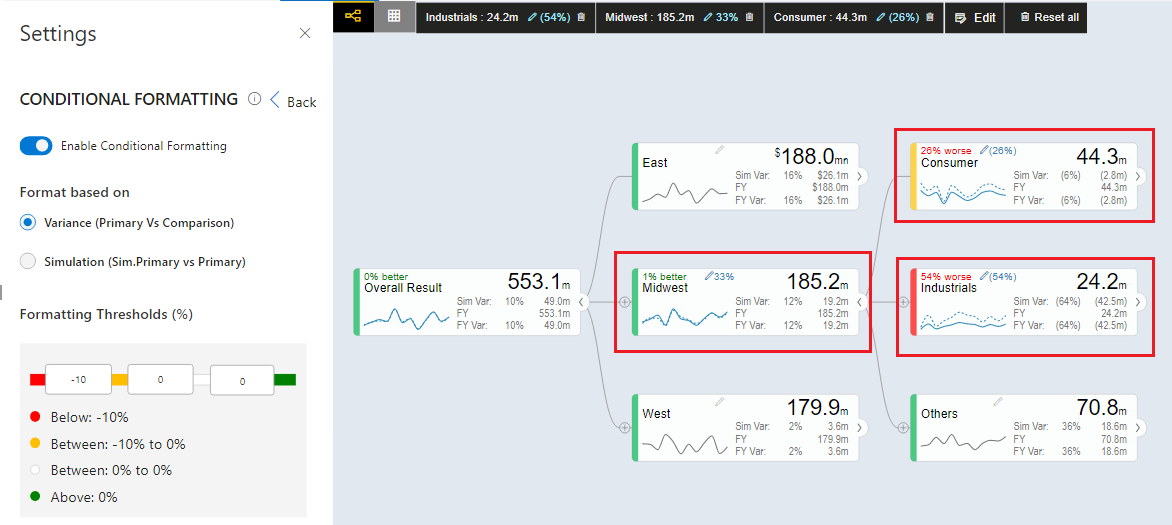 Settings
CONDITIONAL FORMATTING Back
Enable Conditional Formatting
Format based on
Variance (Primary Vs Comparison)
Simulation (Sim.Primary vs Primary)
Formatting Thresholds (%)
-10 0 0
Below: -10%
Between: -10% to 0%
Between: 0% to 0%
Above: 0%
Industrials : 24.2m (54%) Midwest : 185.2m 33% Consumer : 44.3m (26%) Edit Reset all
0% better
Overall Result 553.1m
Sim Var: 10% 49.0m
FY 553.1m
FY Var: 10% 49.0m
East $188.0mn
Sim Var: 16% $26.1m
FY $188.0m
FY Var: 16% $26.1m
1% better 33%
Midwest 185.2m
Sim Var: 12% 19.2m
FY 185.2m
FY Var: 12% 19.2m
West 179.9m
Sim Var: 2% 3.6m
FY 179.9m
FY Var: 2% 3.6m
26% worse (26%)
Consumer 44.3m
Sim Var: (6%) (2.8m)
FY 44.3m
FY Var: (6%) (2.8m)
54% worse (54%)
Industrials 24.2m
Sim Var: (64%) (42.5m)
FY 24.2m
FY Var: (64%) (42.5m)
Others 70.8m
Sim Var: 36% 18.6m
FY 70.8m
FY Var: 36% 18.6m